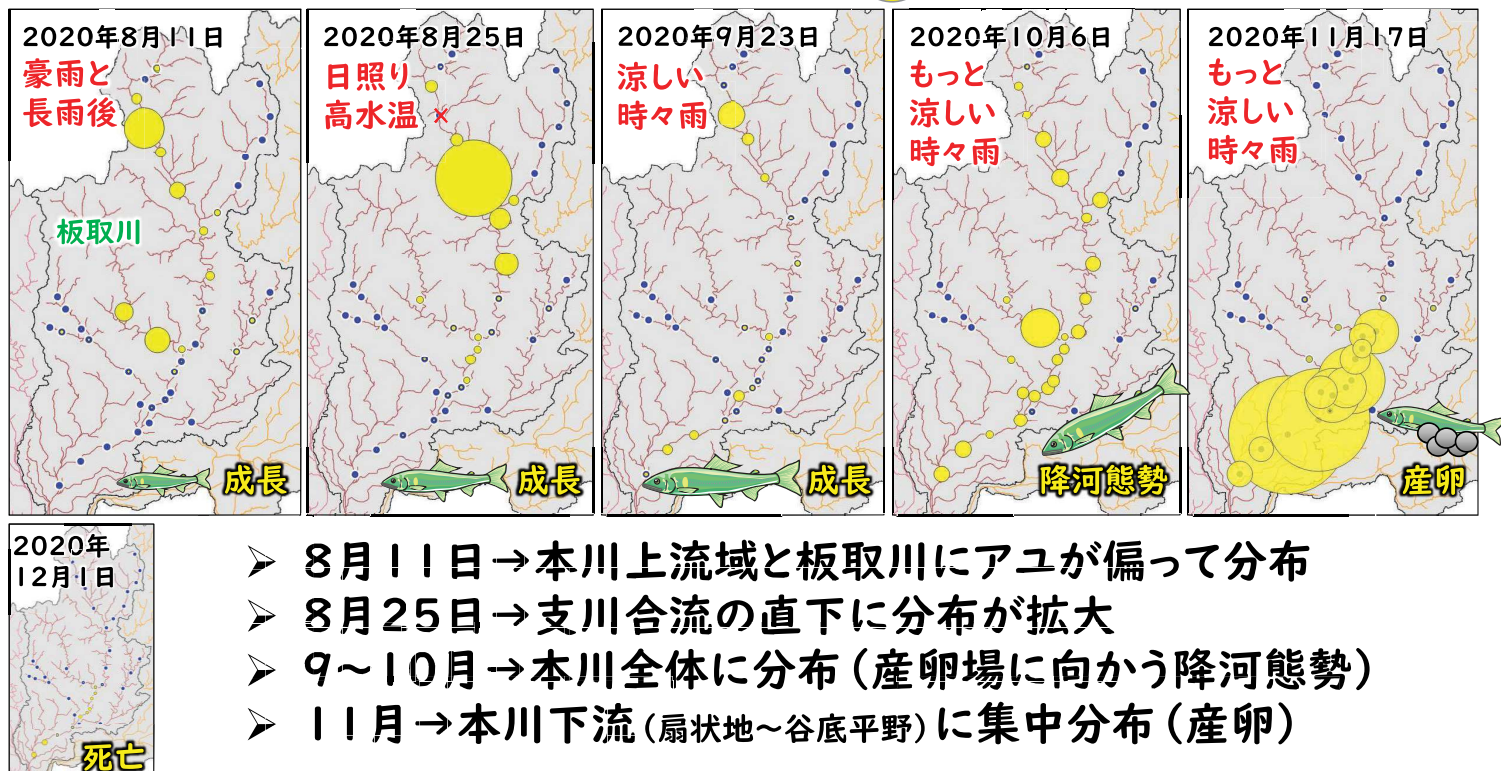 2020年8月11日
豪雨と
長雨後
板取川
成長
2020年8月25日
日照り
高水温
成長
2020年9月23日
涼しい
時々雨
成長
2020年10月6日
もっと
涼しい
時々雨
降河態勢
2020年11月17日
もっと
涼しい
時々雨
産卵
2020年
12月1日
死亡
➢ 8月11日→本川上流域と板取川にアユが偏って分布
➢ 8月25日→支川合流の直下に分布が拡大
➢ 9～10月→本川全体に分布（産卵場に向かう降河態勢）
➢ 11月→本川下流（扇状地～谷底平野）に集中分布（産卵）